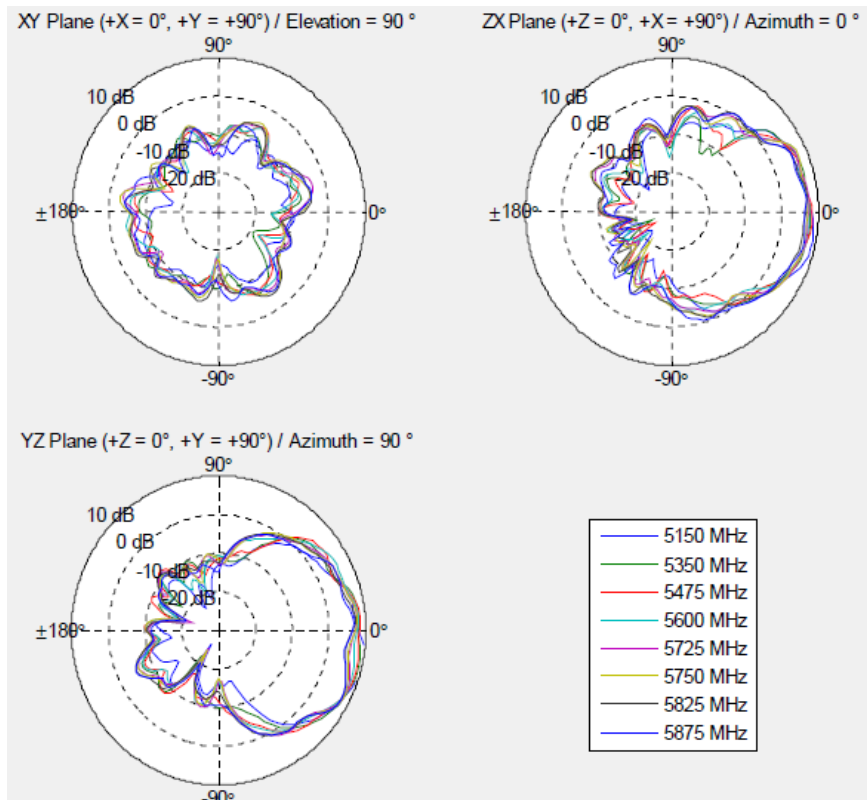 XY Plane (+X = 0°, +Y = +90°) / Elevation = 90 °
90°
10 dB
0 dB
-10 dB
-20 dB
±180°
0°
-90°
ZX Plane (+Z = 0°, +X = +90°) / Azimuth = 0 °
90°
10 dB
0 dB
-10 dB
-20 dB
±180°
0°
-90°
YZ Plane (+Z = 0°, +Y = +90°) / Azimuth = 90 °
90°
10 dB
0 dB
-10 dB
-20 dB
±180°
0°
-90°
5150 MHz
5350 MHz
5475 MHz
5600 MHz
5725 MHz
5750 MHz
5825 MHz
5875 MHz